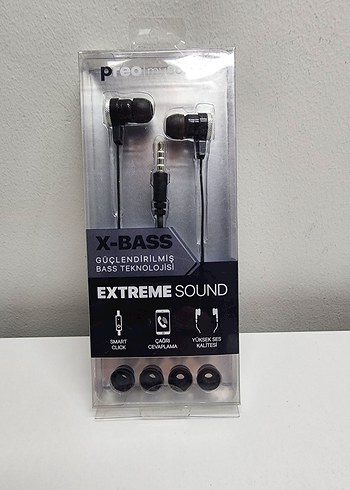 preo
X-BASS
GÜÇLENDİRİLMİŞ
BASS TEKNOLOJİSİ
EXTREME SOUND
SMART
CLICK
ÇAĞRI
CEVAPLAMA
YÜKSEK SES
KALİTESİ